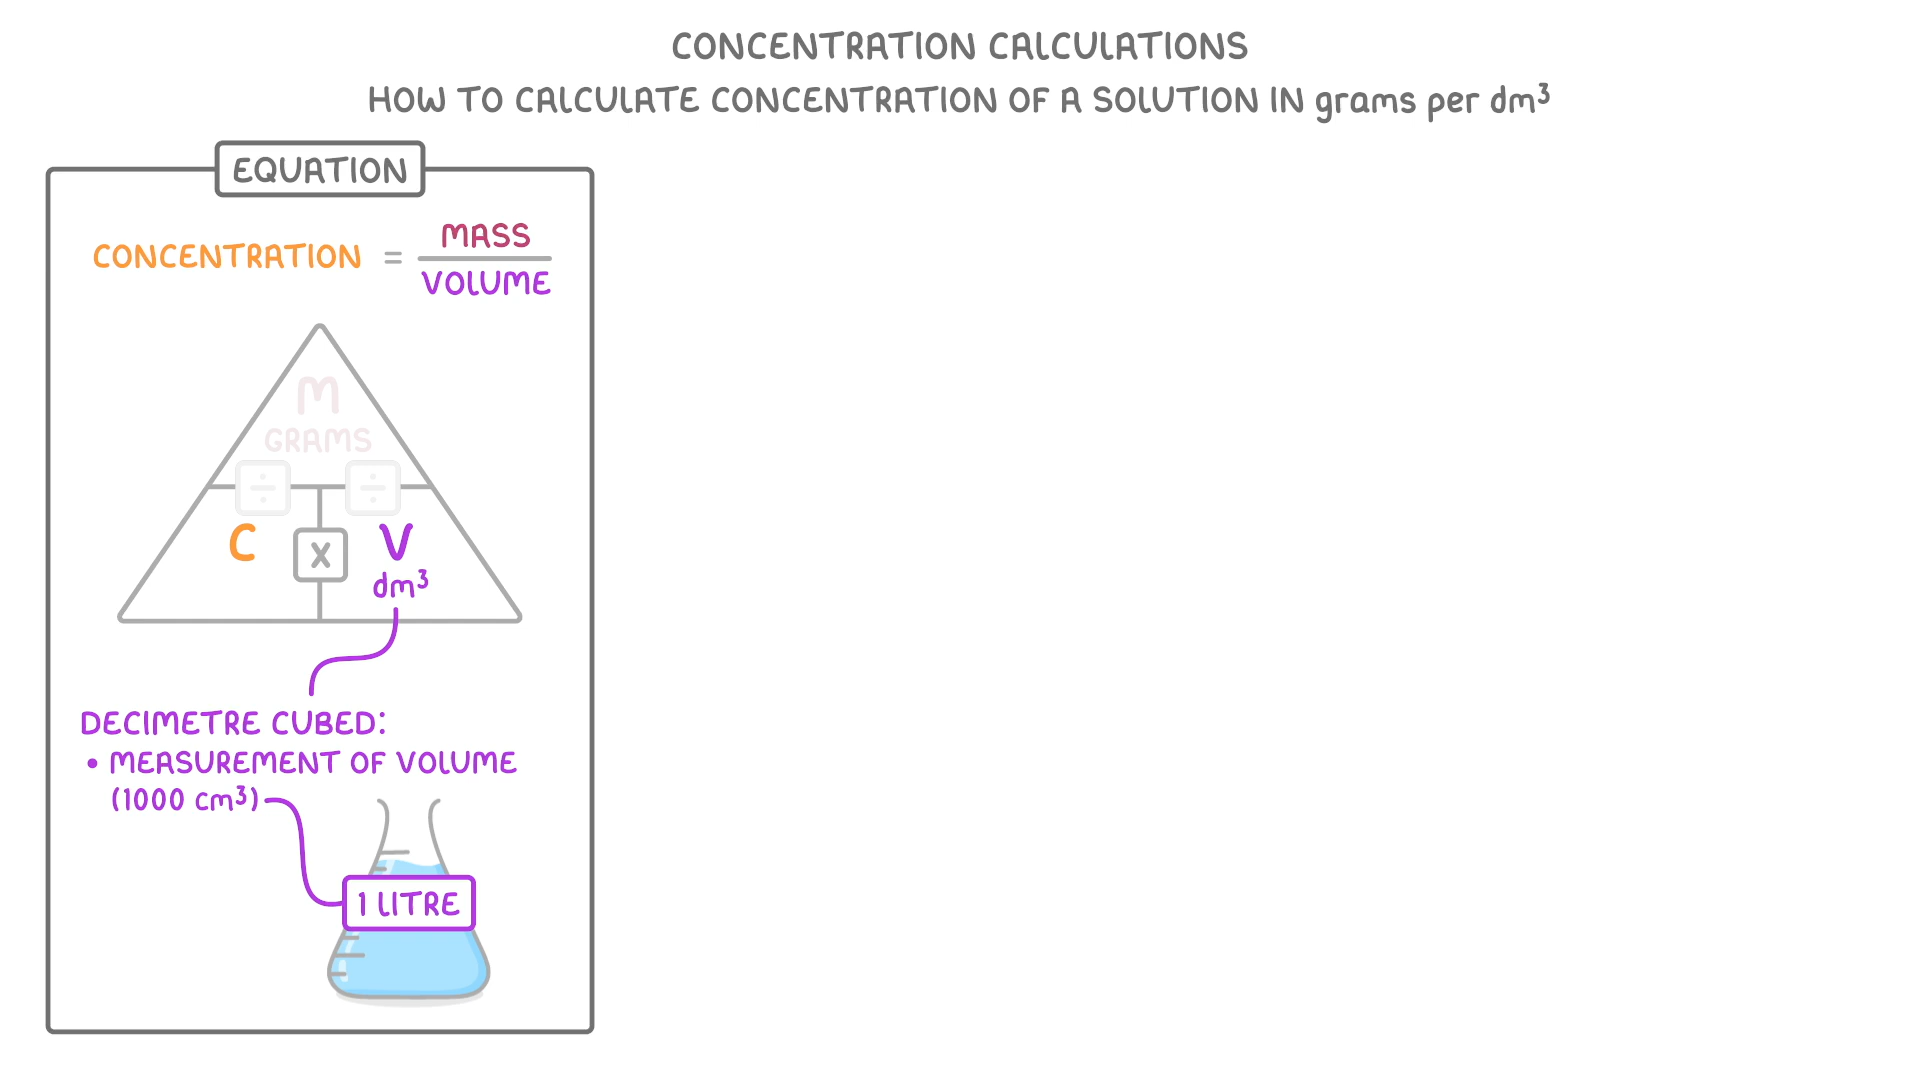 CONCENTRATION CALCULATIONS
HOW TO CALCULATE CONCENTRATION OF A SOLUTION IN grams per dm³
EQUATION
CONCENTRATION = MASS
VOLUME
M
GRAMS
÷ ÷
C X V
dm³
DECIMETRE CUBED:
• MEASUREMENT OF VOLUME
(1000 cm³)
1 LITRE